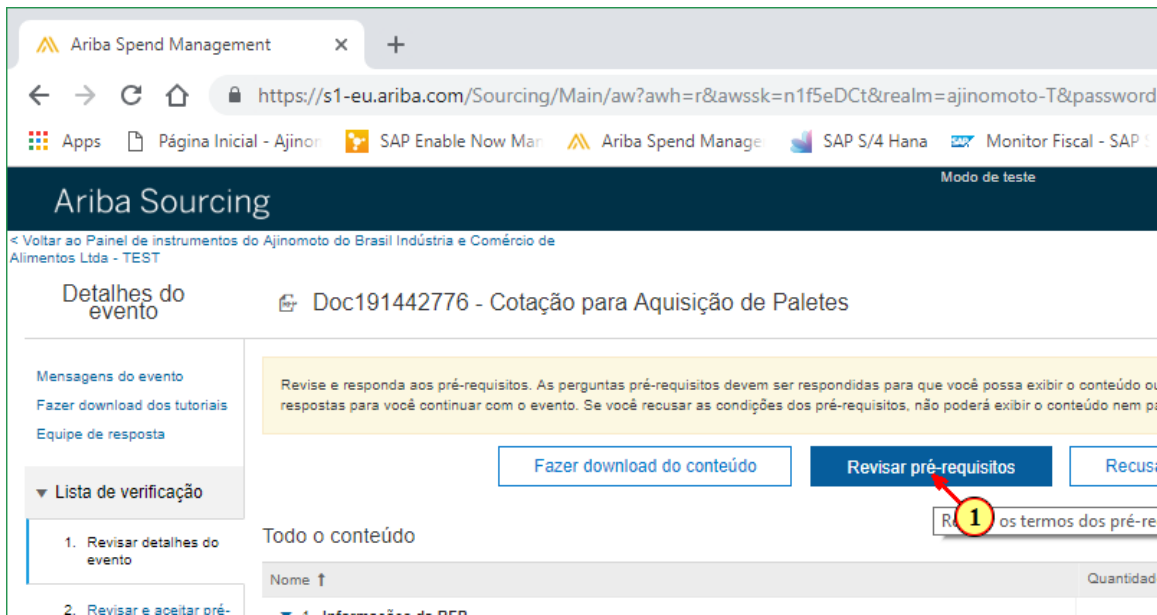 Ariba Spend Management
https://s1-eu.ariba.com/Sourcing/Main/aw?awh=r&awssk=n1f5eDCt&realm=ajinomoto-T&password
Apps Página Inicial - Ajinon SAP Enable Now Man Ariba Spend Manage SAP S/4 Hana Monitor Fiscal - SAP S
Modo de teste
Ariba Sourcing
< Voltar ao Painel de instrumentos do Ajinomoto do Brasil Indústria e Comércio de
Alimentos Ltda - TEST
Detalhes do
evento
Doc191442776 - Cotação para Aquisição de Paletes
Mensagens do evento
Fazer download dos tutoriais
Equipe de resposta
Revise e responda aos pré-requisitos. As perguntas pré-requisitos devem ser respondidas para que você possa exibir o conteúdo ou
respostas para você continuar com o evento. Se você recusar as condições dos pré-requisitos, não poderá exibir o conteúdo nem pa
Fazer download do conteúdo Revisar pré-requisitos Recusa
1
os termos dos pré-re
Lista de verificação
1. Revisar detalhes do
evento
2. Revisar e aceitar pré-
Todo o conteúdo
Nome ↑ Quantidad
1 Informações da RFP